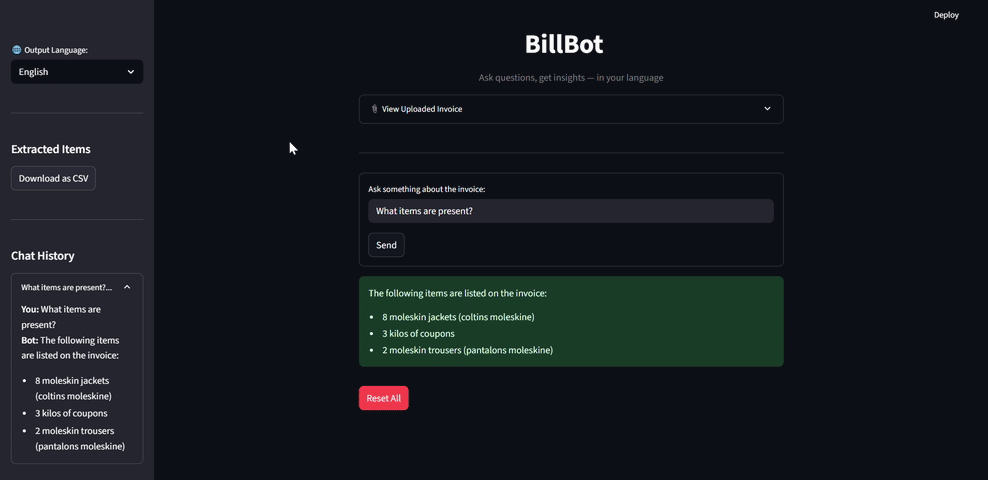 Deploy
Output Language:
English
Extracted Items
Download as CSV
Chat History
What items are present?...
You: What items are
present?
Bot: The following items
are listed on the invoice:
8 moleskin jackets
(coltins moleskine)
3 kilos of coupons
2 moleskin trousers
(pantalons moleskine)
BillBot
Ask questions, get insights — in your language
View Uploaded Invoice
Ask something about the invoice:
What items are present?
Send
The following items are listed on the invoice:
8 moleskin jackets (coltins moleskine)
3 kilos of coupons
2 moleskin trousers (pantalons moleskine)
Reset All